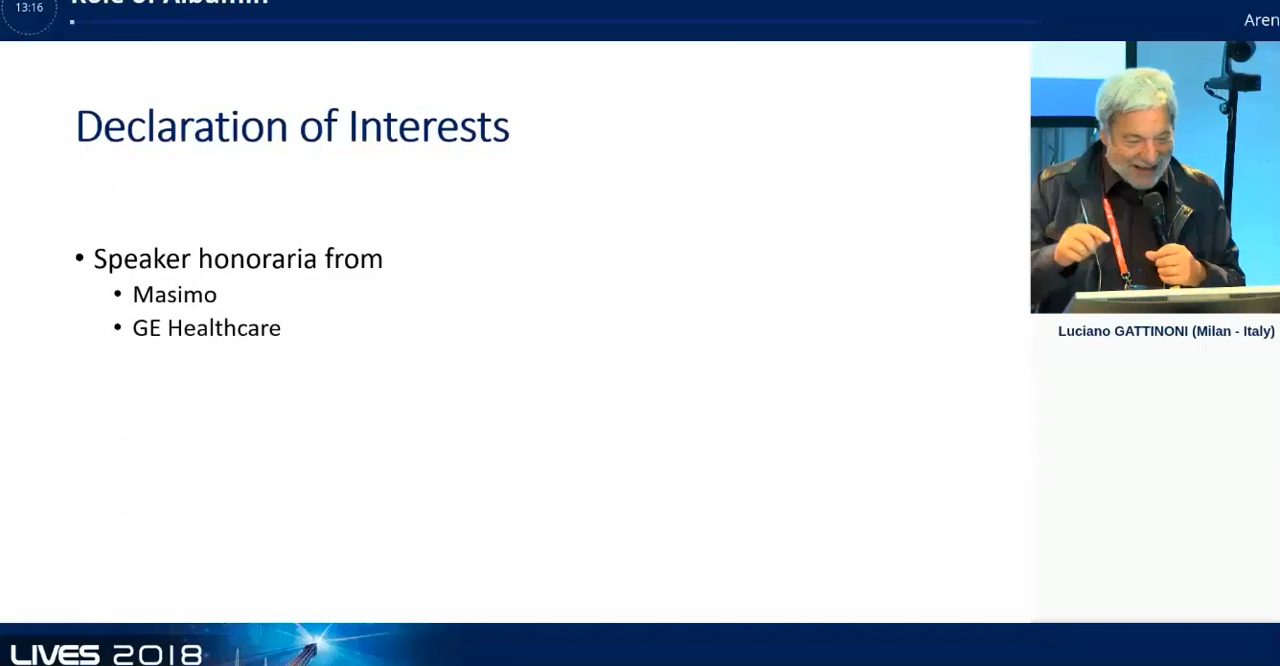 13:16
Role of Albumin
Aren
Declaration of Interests
• Speaker honoraria from
• Masimo
• GE Healthcare
Luciano GATTINONI (Milan - Italy)
LIVES 2018